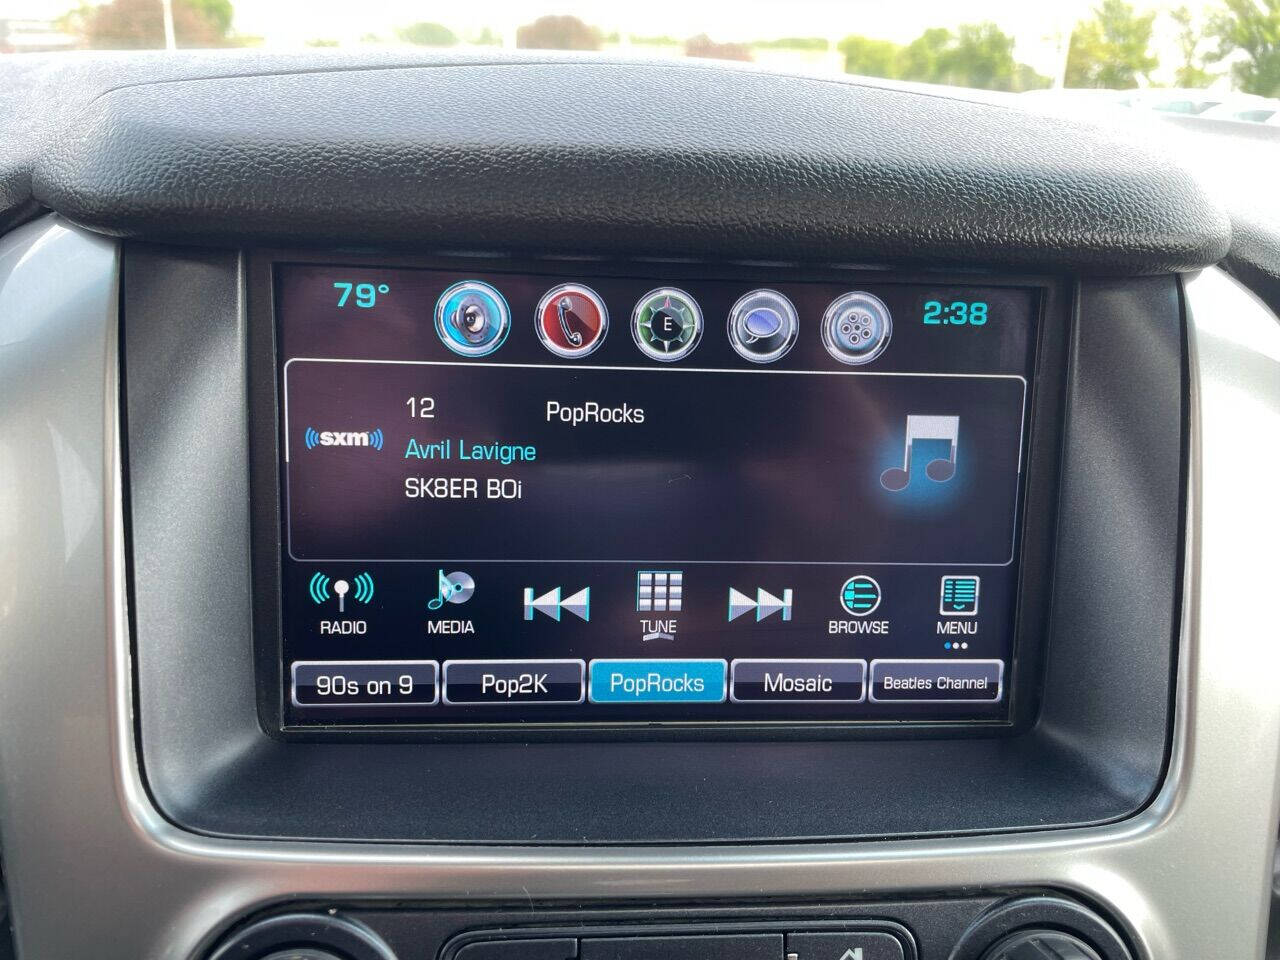 79°
E
2:38
12 PopRocks
((sxm))
Avril Lavigne
SK8ER BOi
RADIO
MEDIA
TUNE
BROWSE
MENU
90s on 9
Pop2K
PopRocks
Mosaic
Beatles Channel